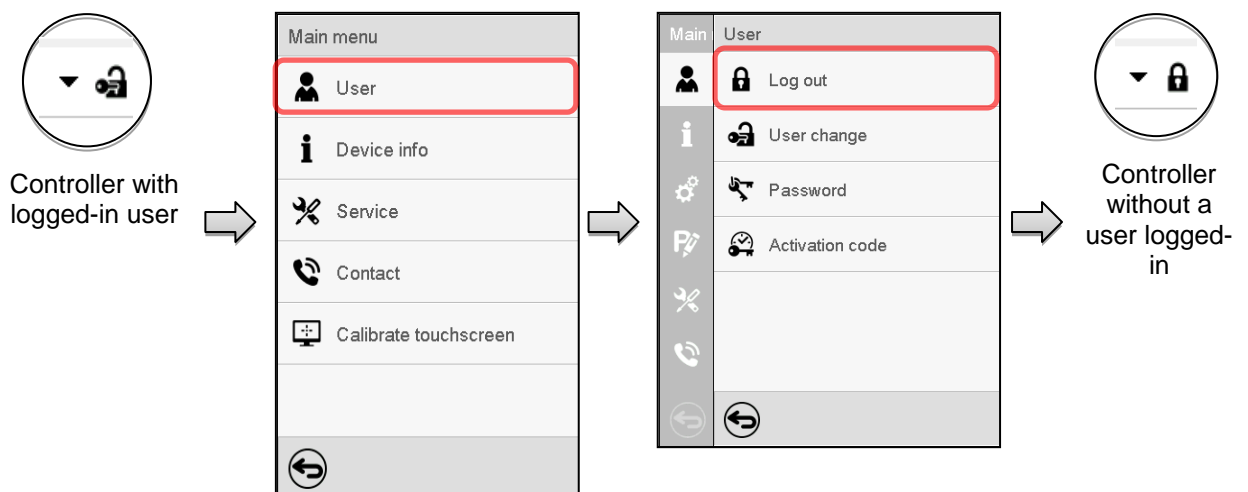 Controller with
logged-in user
Main menu
User
Device info
Service
Contact
Calibrate touchscreen
Main
User
Log out
User change
Password
Activation code
Controller
without a
user logged-
in